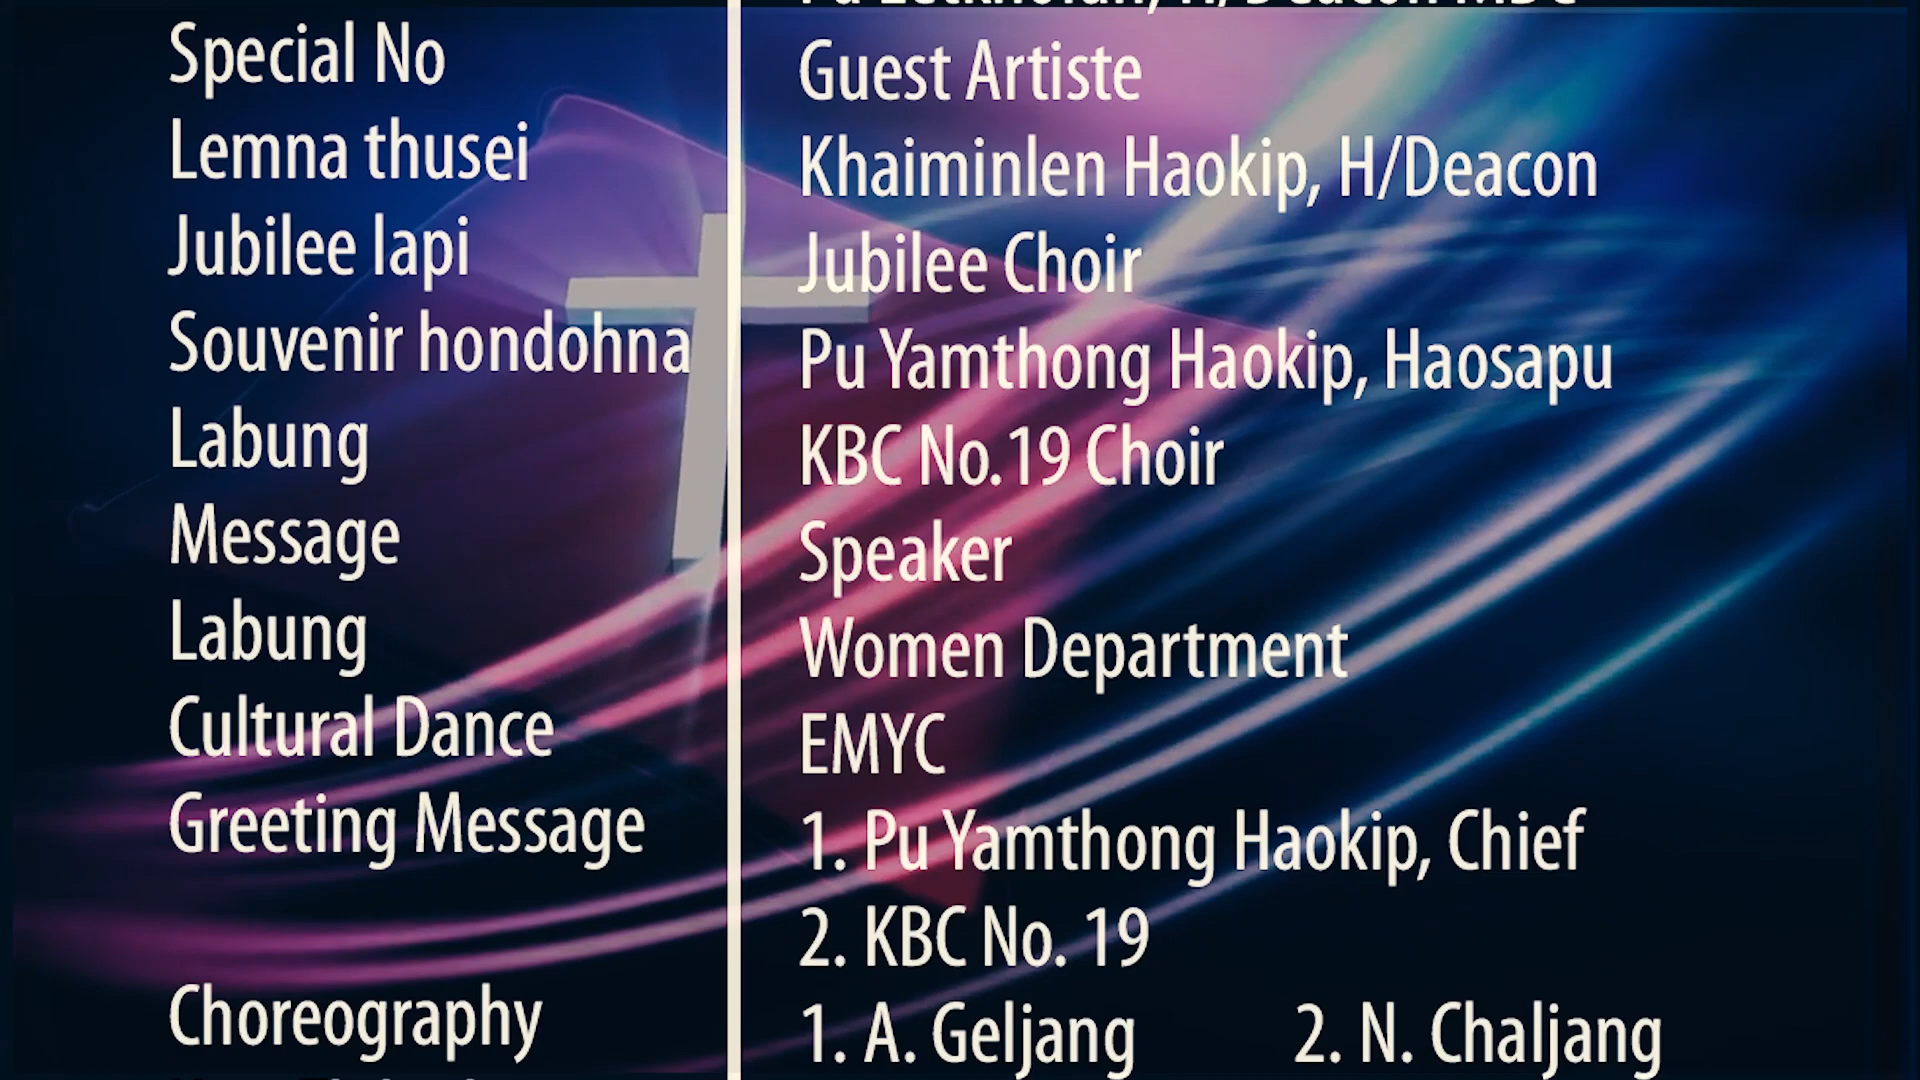 Special No
Guest Artiste
Lemna thusei
Khaiminlen Haokip, H/Deacon
Jubilee lapi
Jubilee Choir
Souvenir hondohna
Pu Yamthong Haokip, Haosapu
Labung
KBC No. 19 Choir
Message
Speaker
Labung
Women Department
Cultural Dance
EMYC
Greeting Message
1. Pu Yamthong Haokip, Chief
2. KBC No. 19
Choreography
1. A. Geljang 2. N. Chaljang